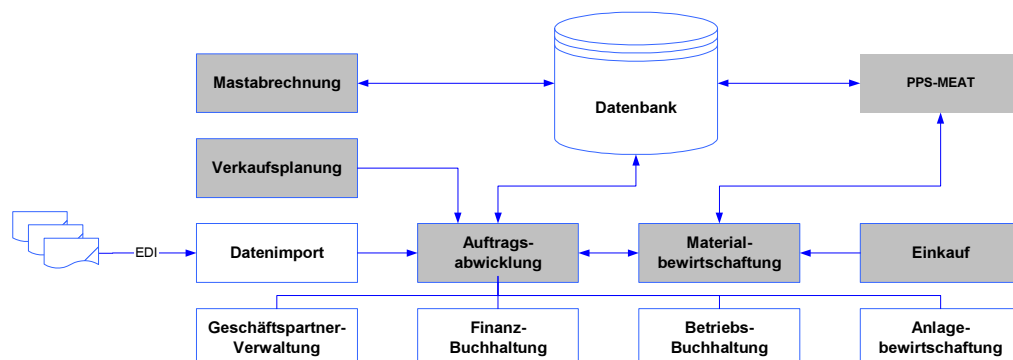 Mastabrechnung
Datenbank
PPS-MEAT
Verkaufsplanung
EDI
Datenimport
Auftrags-
abwicklung
Material-
bewirtschaftung
Einkauf
Geschäftspartner-
Verwaltung
Finanz-
Buchhaltung
Betriebs-
Buchhaltung
Anlage-
bewirtschaftung